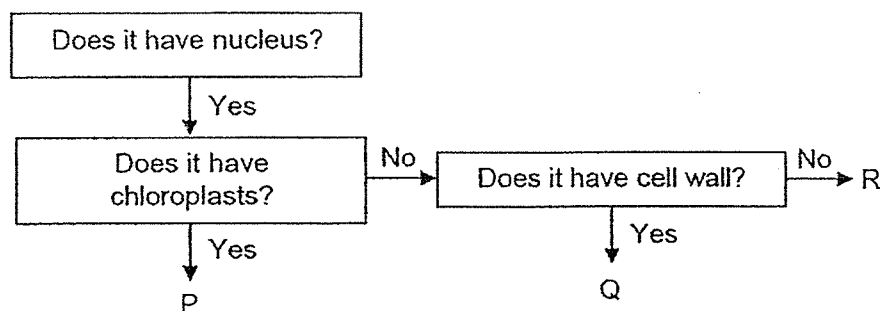 Does it have nucleus?
Yes
Does it have
chloroplasts?
No
Does it have cell wall?
No
R
Yes
P
Yes
Q